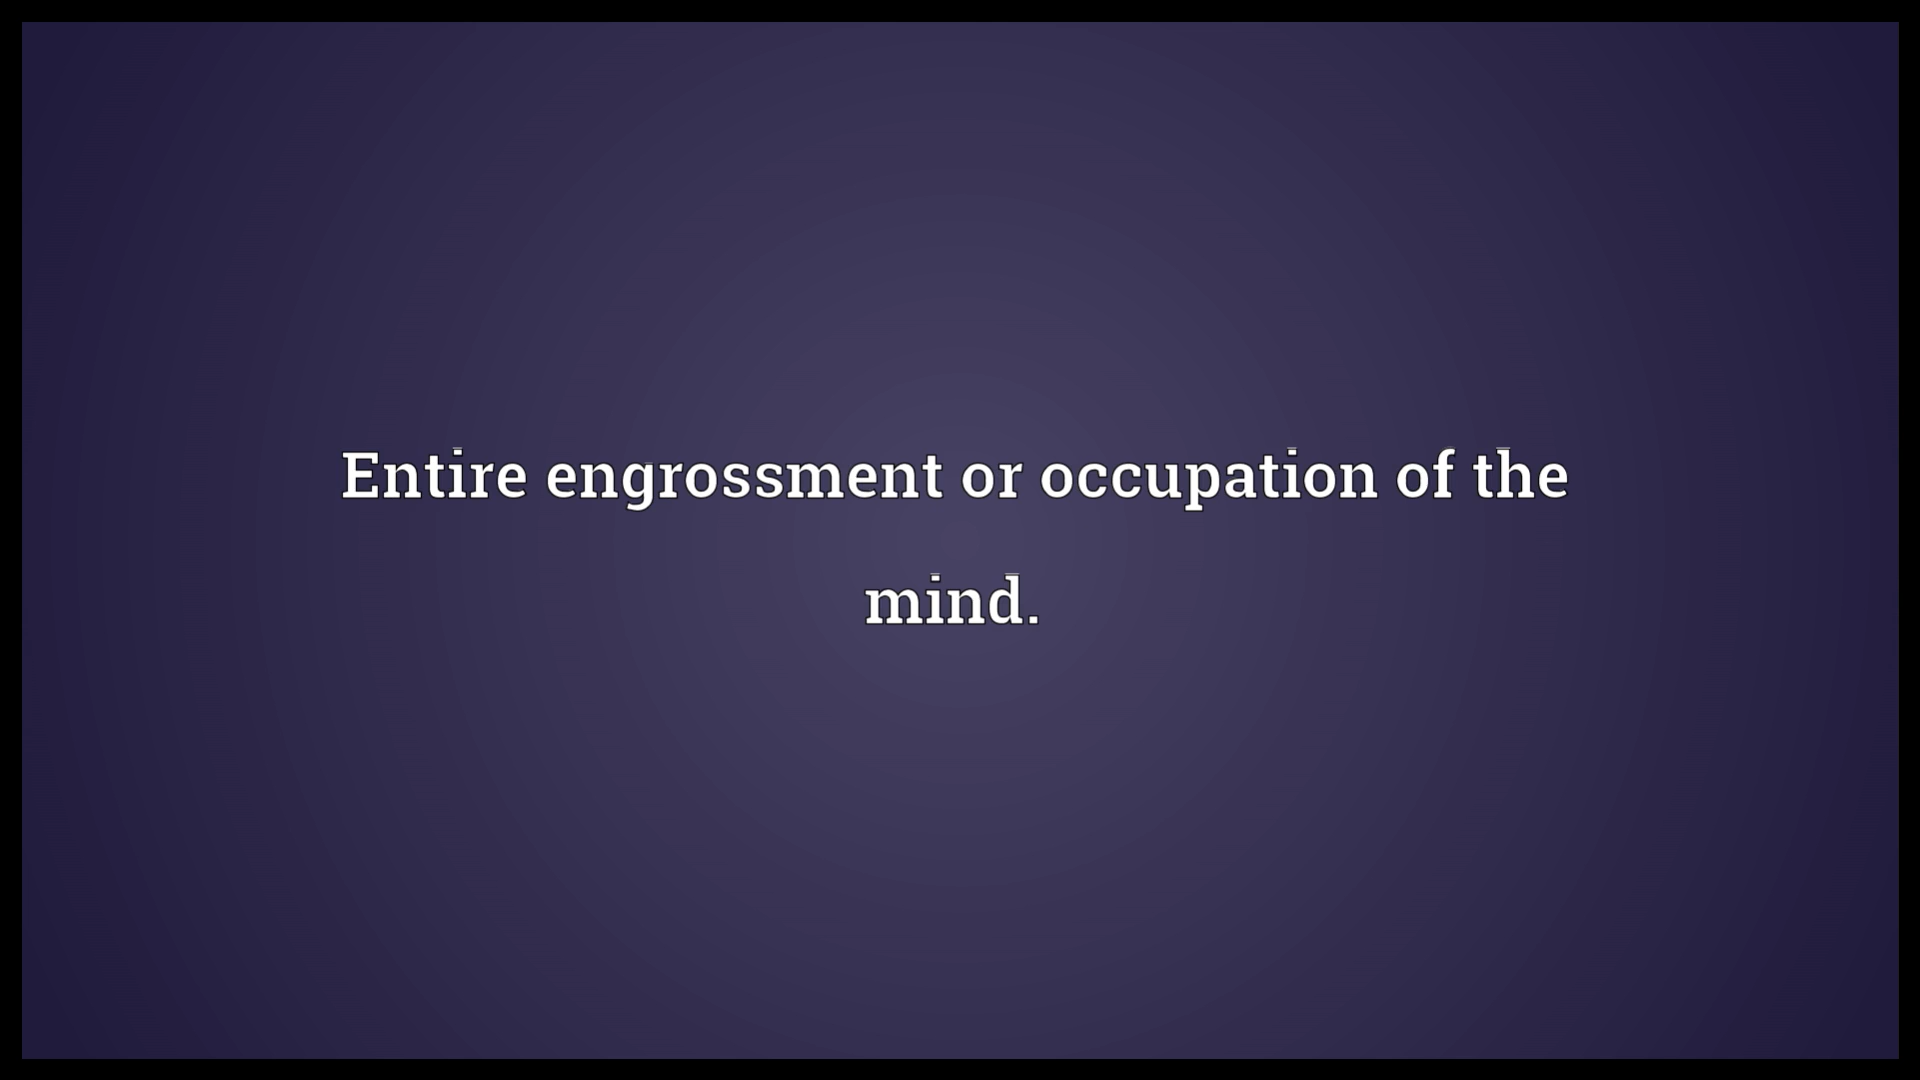 Entire engrossment or occupation of the
mind.